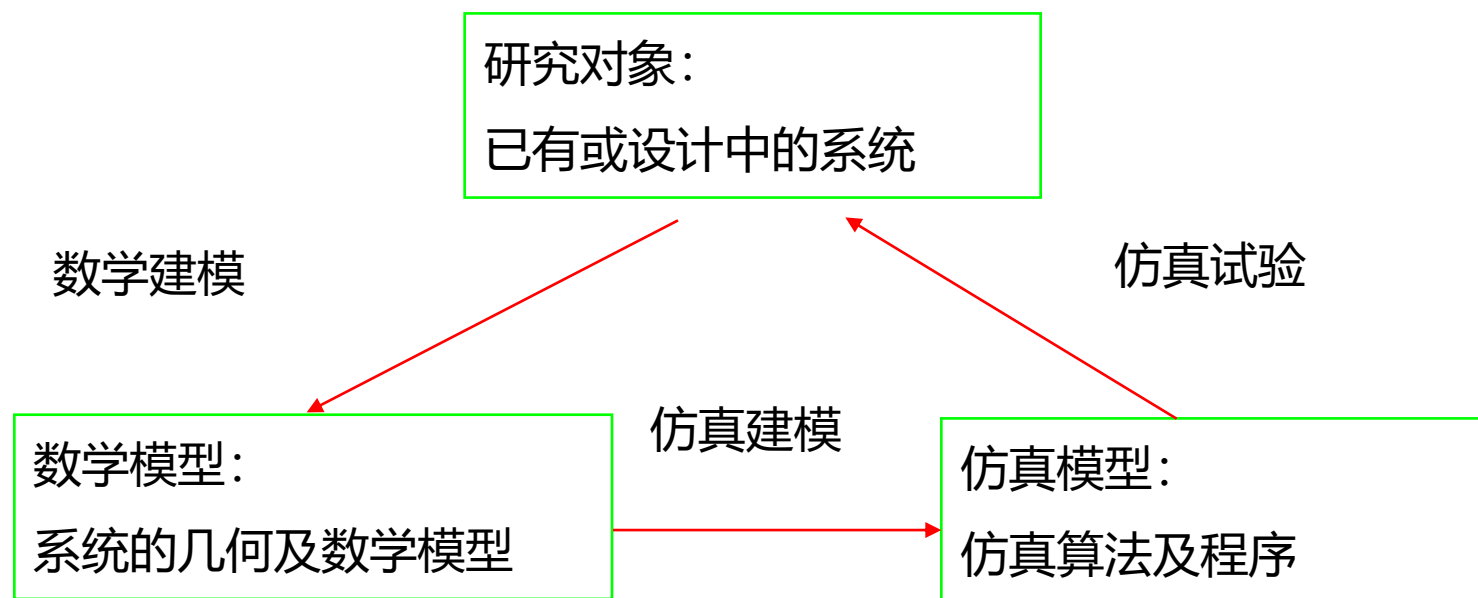 研究对象：
已有或设计中的系统
数学建模
仿真试验
仿真建模
数学模型：
系统的几何及数学模型
仿真模型：
仿真算法及程序